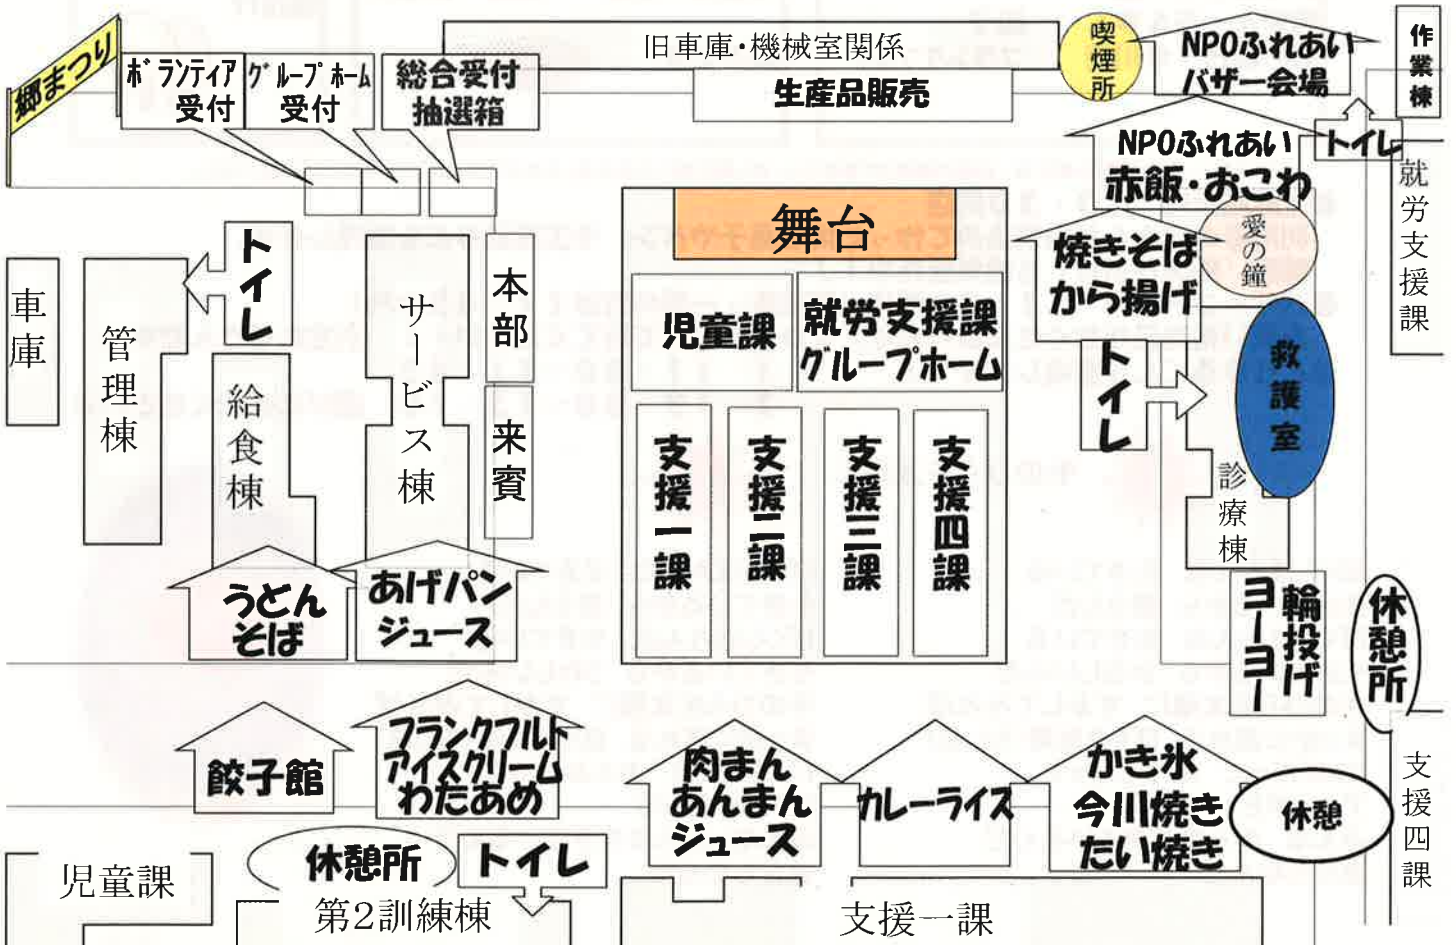 郷まつり
ボランティア
受付
グループホーム
受付
総合受付
抽選箱
旧車庫・機械室関係
生産品販売
喫煙所
NPOふれあい
バザー会場
作業棟
NPOふれあい
赤飯・おこわ
トイレ
就労支援課
愛の鐘
焼きそば
から揚げ
舞台
児童課
就労支援課
グループホーム
支援一課
支援二課
支援三課
支援四課
トイレ
救護室
診療棟
車庫
管理棟
トイレ
給食棟
サービス棟
本部
来賓
うどん
そば
あげパン
ジュース
輪投げ
ヨーヨー
休憩所
餃子館
フランクフルト
アイスクリーム
わたあめ
肉まん
あんまん
ジュース
カレーライス
かき氷
今川焼き
たい焼き
休憩
支援四課
児童課
休憩所
トイレ
第2訓練棟
支援一課